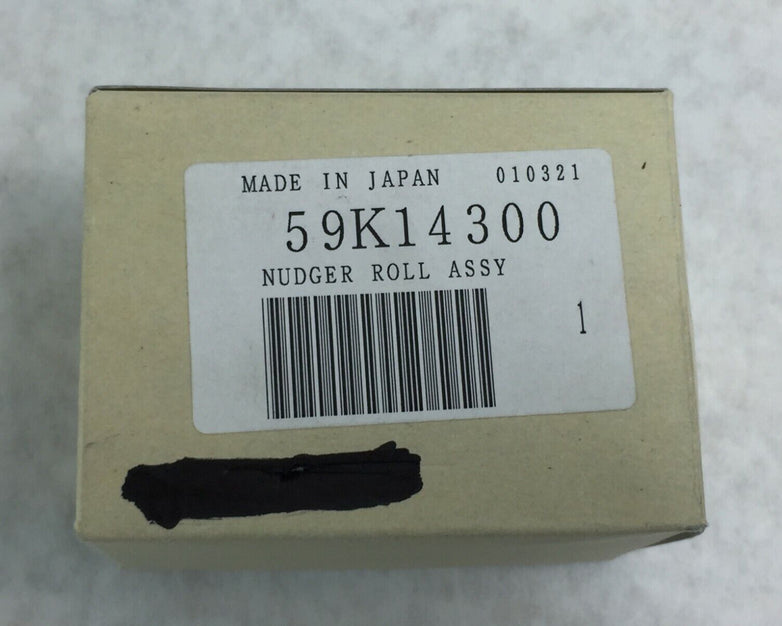 MADE IN JAPAN 010321
59K14300
NUDGER ROLL ASSY
1